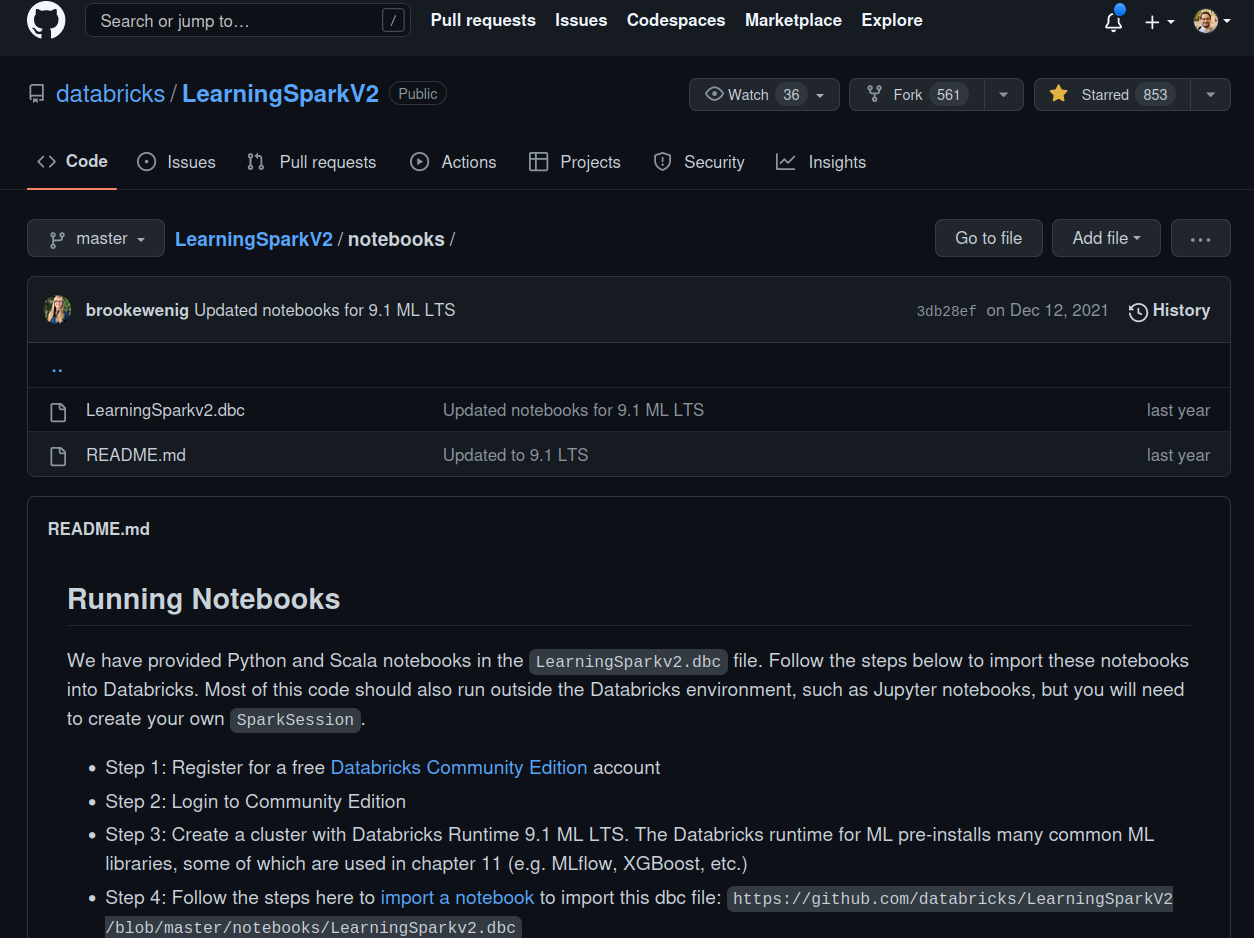 Search or jump to… /
Pull requests Issues Codespaces Marketplace Explore
databricks / LearningSparkV2 Public
Watch 36 Fork 561 Starred 853
Code Issues Pull requests Actions Projects Security Insights
master LearningSparkV2 / notebooks / Go to file Add file ...
brookewenig Updated notebooks for 9.1 ML LTS 3db28ef on Dec 12, 2021 History
..
LearningSparkv2.dbc Updated notebooks for 9.1 ML LTS last year
README.md Updated to 9.1 LTS last year
README.md
Running Notebooks
We have provided Python and Scala notebooks in the LearningSparkv2.dbc file. Follow the steps below to import these notebooks
into Databricks. Most of this code should also run outside the Databricks environment, such as Jupyter notebooks, but you will need
to create your own SparkSession.
• Step 1: Register for a free Databricks Community Edition account
• Step 2: Login to Community Edition
• Step 3: Create a cluster with Databricks Runtime 9.1 ML LTS. The Databricks runtime for ML pre-installs many common ML
libraries, some of which are used in chapter 11 (e.g. MLflow, XGBoost, etc.)
• Step 4: Follow the steps here to import a notebook to import this dbc file: https://github.com/databricks/LearningSparkV2
/blob/master/notebooks/LearningSparkv2.dbc